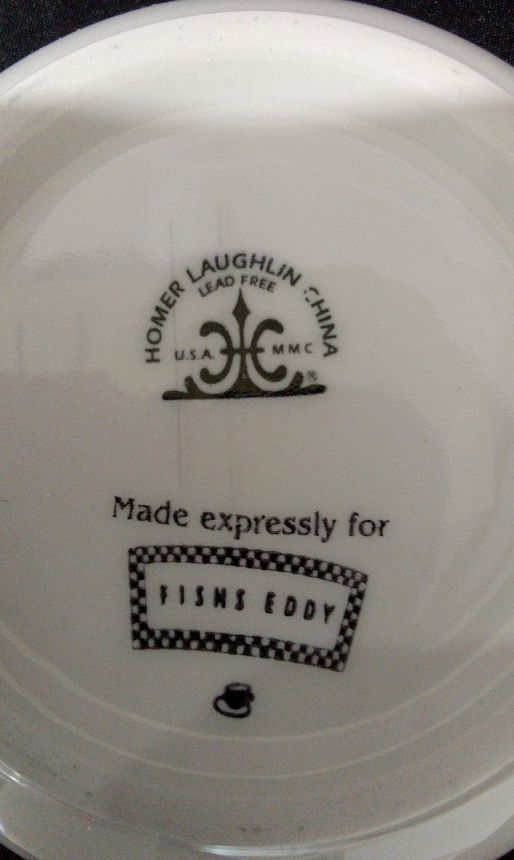 HOMER LAUGHLIN CHINA
LEAD FREE
U.S.A. MMC
®
Made expressly for
FISHS EDDY